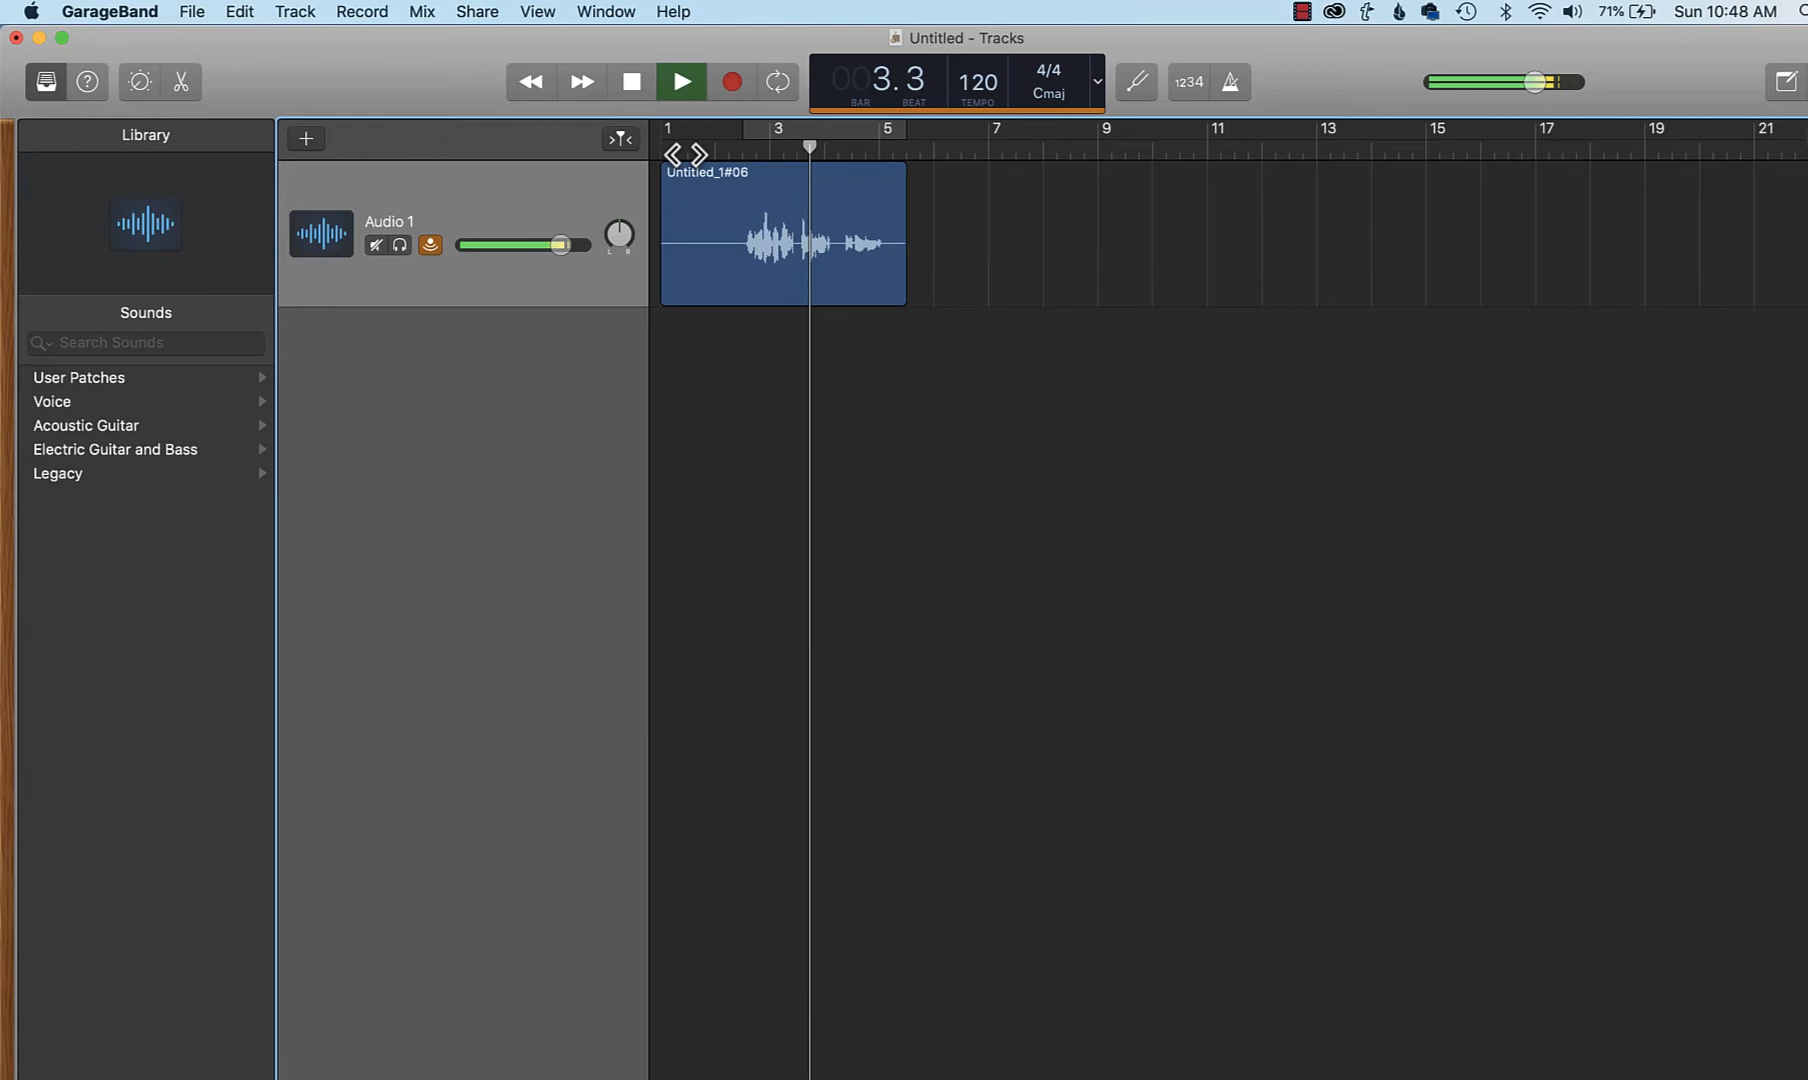 GarageBand File Edit Track Record Mix Share View Window Help 71% Sun 10:48 AM
Untitled - Tracks
003.3 120 4/4 Cmaj 1234
BAR BEAT TEMPO
Library
1 3 5 7 9 11 13 15 17 19 21
Untitled_1#06
Audio 1
L R
Sounds
Search Sounds
User Patches
Voice
Acoustic Guitar
Electric Guitar and Bass
Legacy